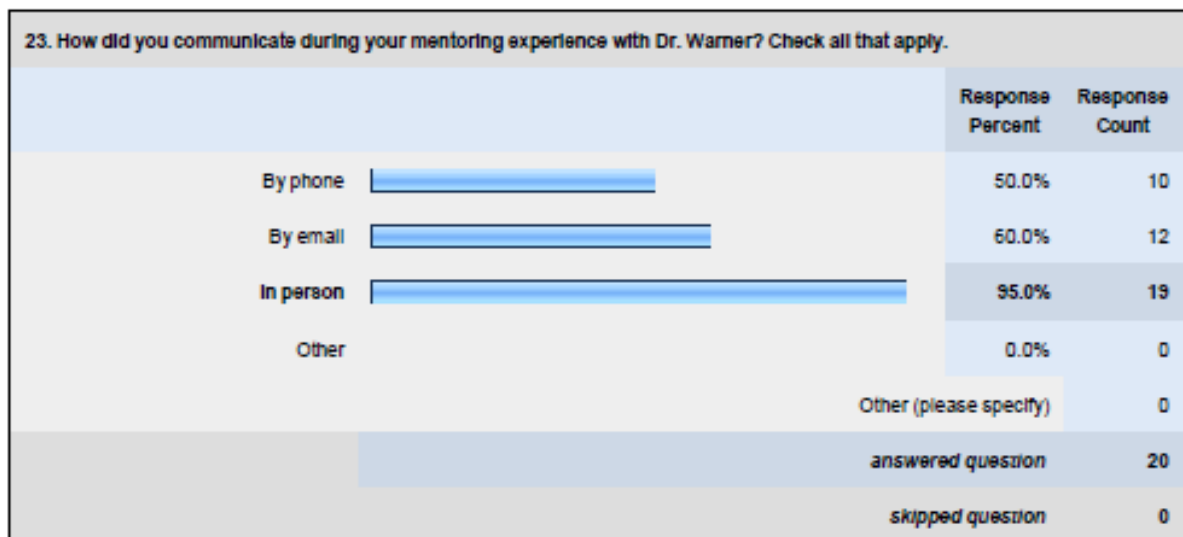 23. How did you communicate during your mentoring experience with Dr. Warner? Check all that apply.
Response Percent
Response Count
By phone 50.0% 10
By email 60.0% 12
In person 95.0% 19
Other 0.0% 0
Other (please specify) 0
answered question 20
skipped question 0